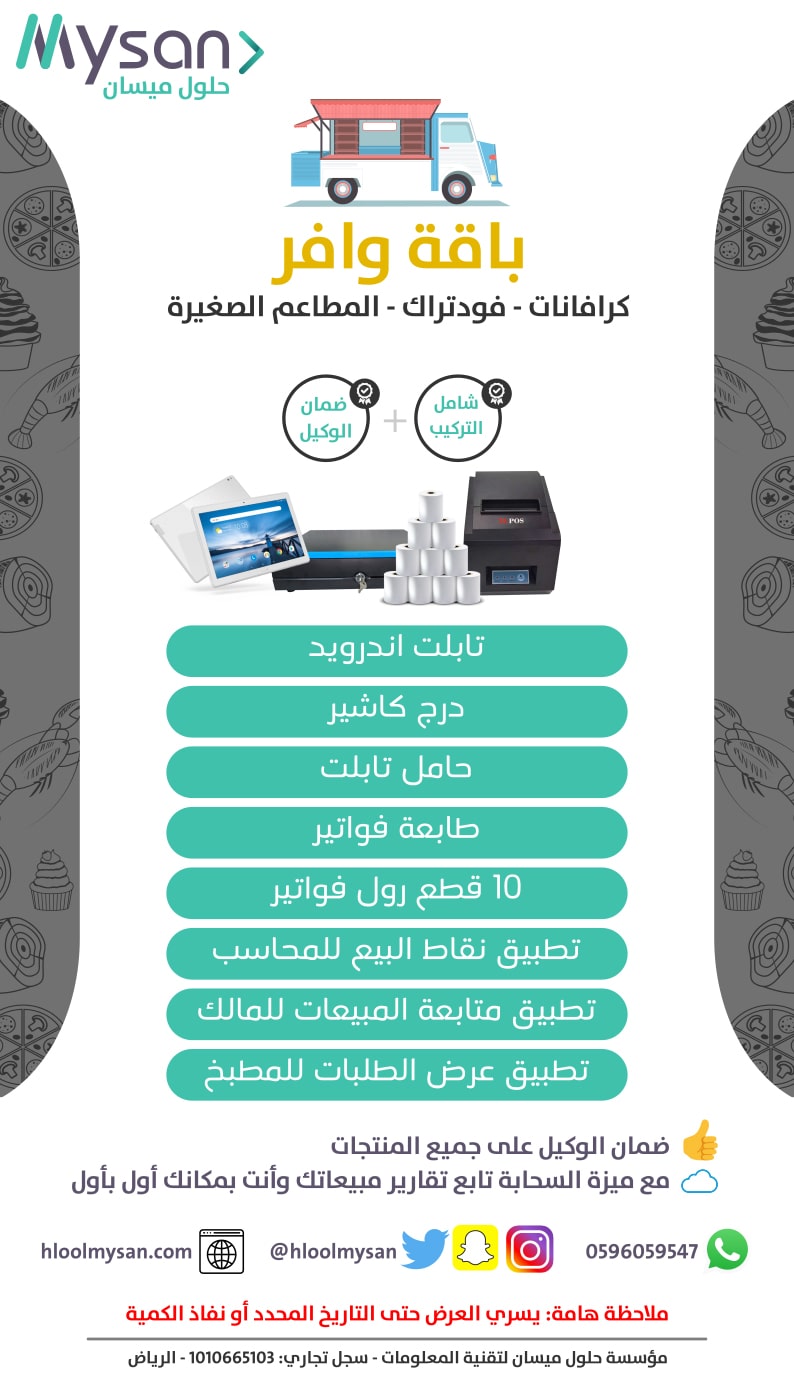 Mysan
حلول ميسان
باقة وافر
كرافانات - فودتراك - المطاعم الصغيرة
شامل التركيب
ضمان الوكيل
تابلت اندرويد
درج كاشير
حامل تابلت
طابعة فواتير
10 قطع رول فواتير
تطبيق نقاط البيع للمحاسب
تطبيق متابعة المبيعات للمالك
تطبيق عرض الطلبات للمطبخ
ضمان الوكيل على جميع المنتجات
مع ميزة السحابة تابع تقارير مبيعاتك وأنت بمكانك أول بأول
0596059547
@hloolmysan
hloolmysan.com
ملاحظة هامة: يسري العرض حتى التاريخ المحدد أو نفاذ الكمية
مؤسسة حلول ميسان لتقنية المعلومات - سجل تجاري: 1010665103 - الرياض